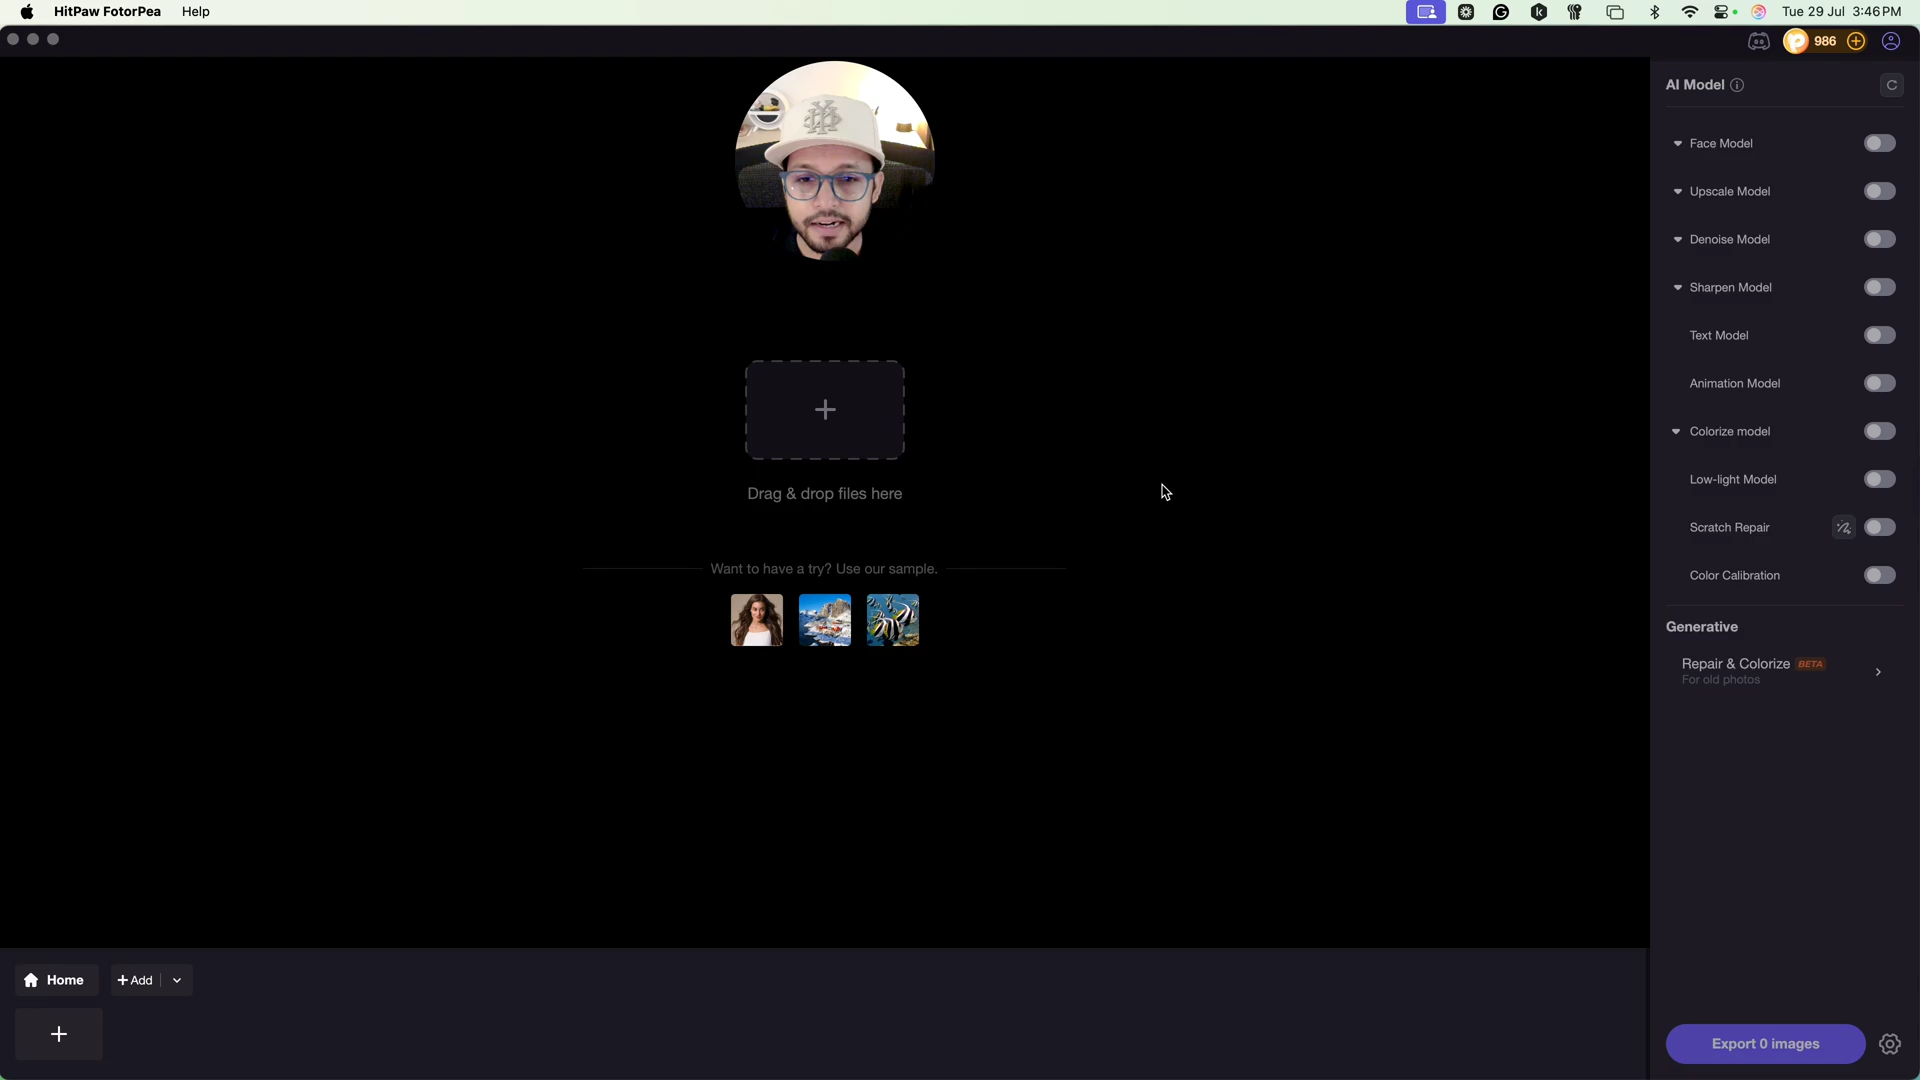 HitPaw FotorPea Help
Tue 29 Jul 3:46 PM
986
AI Model
Face Model
Upscale Model
Denoise Model
Sharpen Model
Text Model
Animation Model
Colorize model
Low-light Model
Scratch Repair
Color Calibration
Generative
Repair & Colorize BETA
For old photos
Drag & drop files here
Want to have a try? Use our sample.
Home
Add
Export 0 images